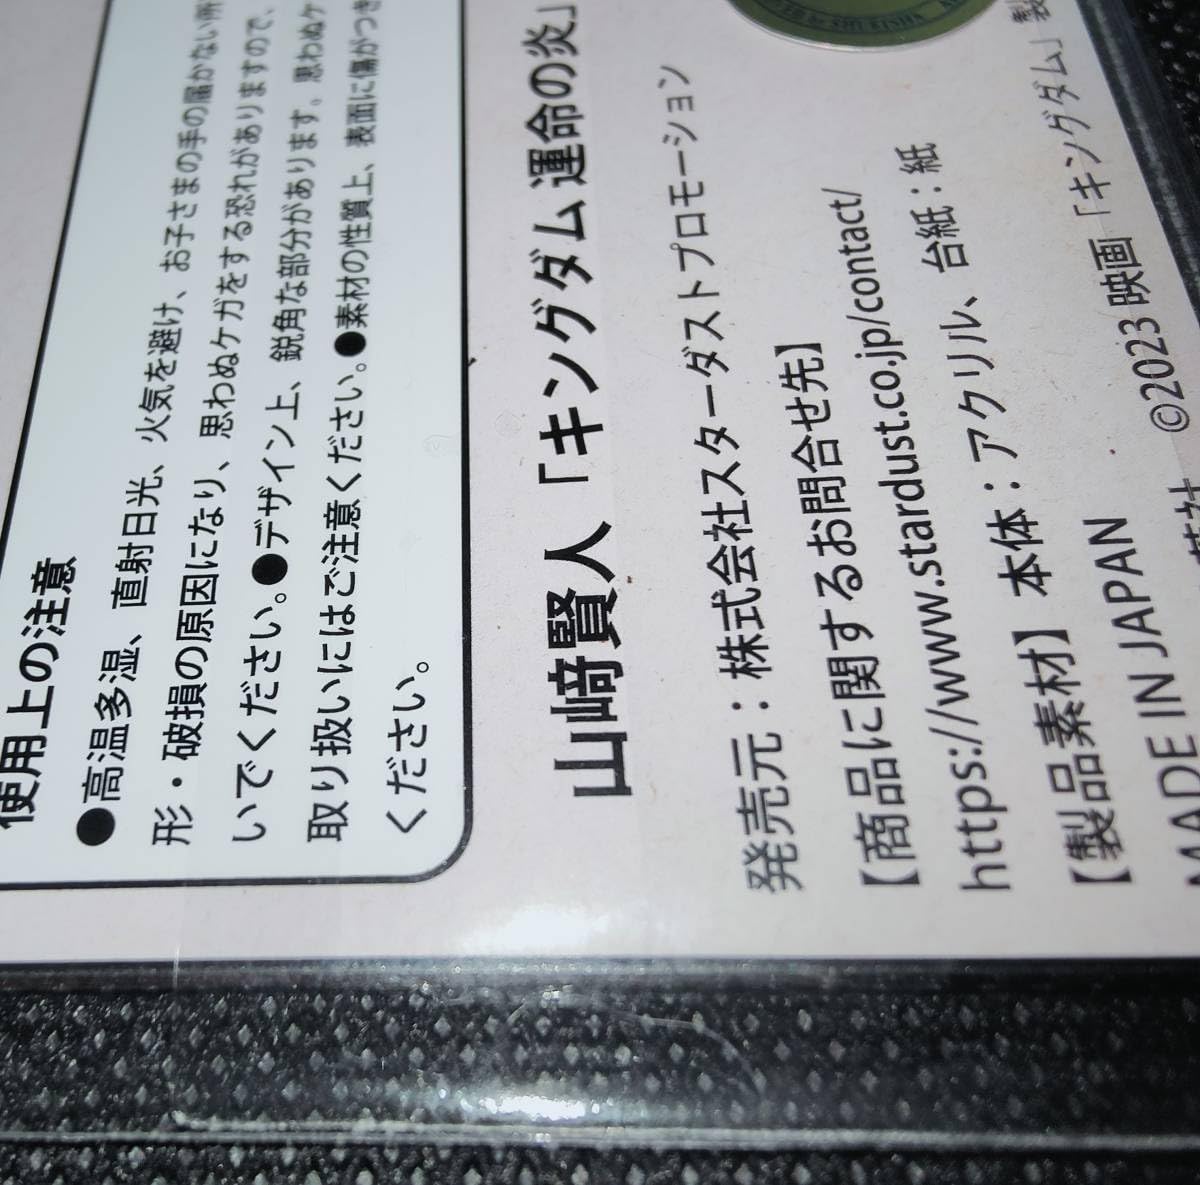 使用上の注意
●高温多湿、直射日光、火気を避け、お子さまの手の届かない所
形・破損の原因になり、思わぬケガをする恐れがありますので、
いでください。●デザイン上、鋭角な部分があります。思わぬケ
取り扱いにはご注意ください。●素材の性質上、表面に傷がつき
ください。
山﨑賢人「キングダム 運命の炎」
発売元：株式会社スターダストプロモーション
【商品に関するお問合せ先】
https://www.stardust.co.jp/contact/
【製品素材】本体：アクリル、台紙：紙
MADE IN JAPAN
©2023 映画「キングダム」製